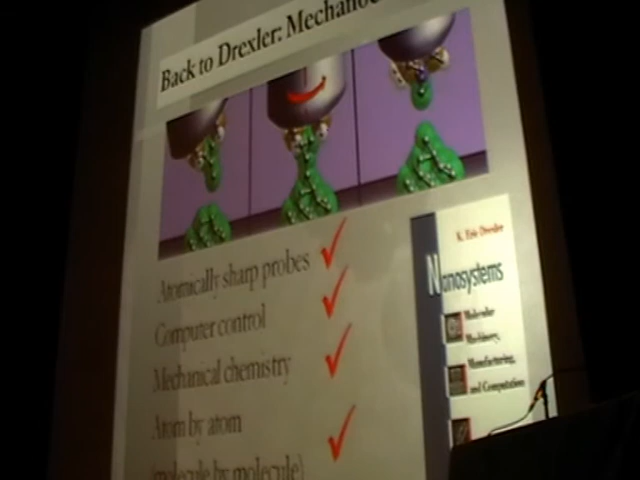 Back to Drexler:
Atomically sharp probes
Computer control
Mechanical chemistry
Atom by atom
(molecule by molecule)
K. Eric Drexler
Nanosystems
Molecular
Machinery,
Manufacturing,
and Computation